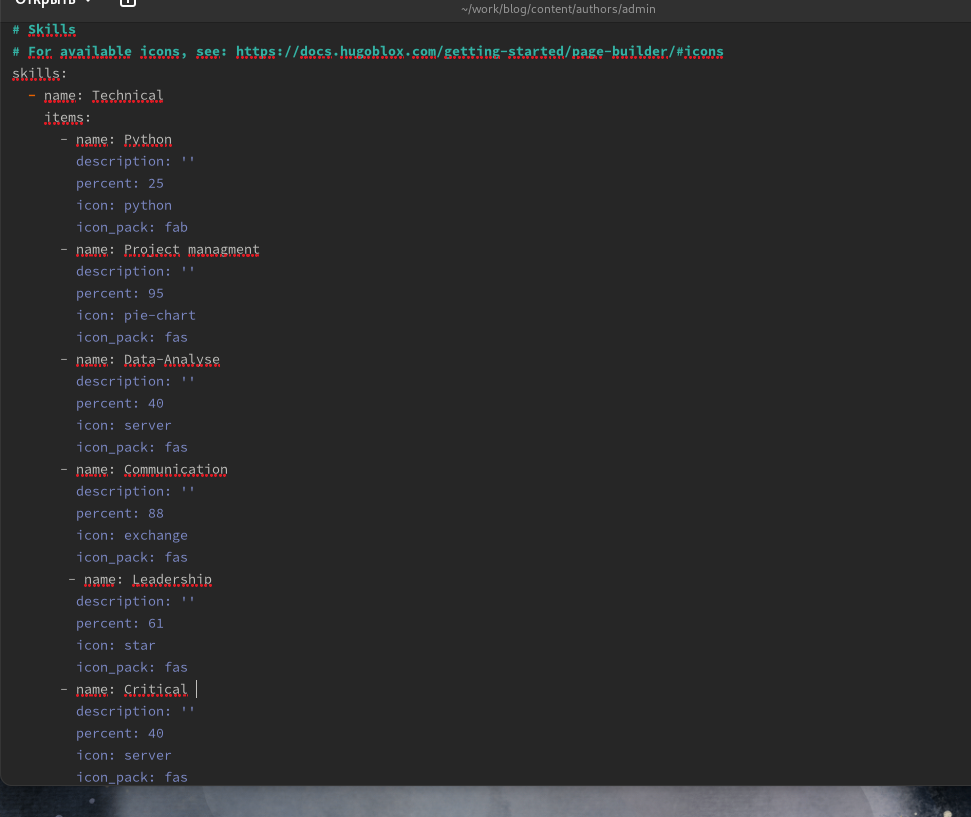 Открыть
~/work/blog/content/authors/admin
# Skills
# For available icons, see: https://docs.hugoblox.com/getting-started/page-builder/#icons
skills:
  - name: Technical
    items:
      - name: Python
        description: ''
        percent: 25
        icon: python
        icon_pack: fab
      - name: Project managment
        description: ''
        percent: 95
        icon: pie-chart
        icon_pack: fas
      - name: Data-Analyse
        description: ''
        percent: 40
        icon: server
        icon_pack: fas
      - name: Communication
        description: ''
        percent: 88
        icon: exchange
        icon_pack: fas
       - name: Leadership
        description: ''
        percent: 61
        icon: star
        icon_pack: fas
      - name: Critical
        description: ''
        percent: 40
        icon: server
        icon_pack: fas